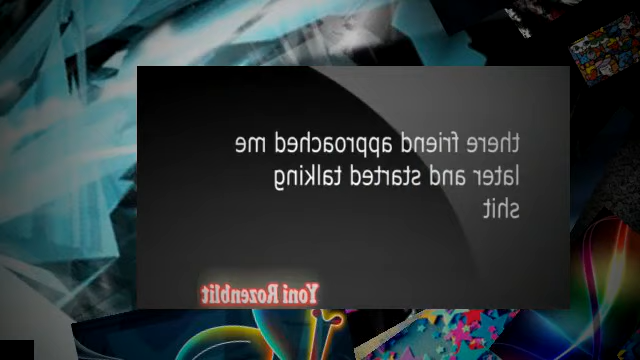 there friend approached me
later and started talking
shit
Yoni Rozenblit